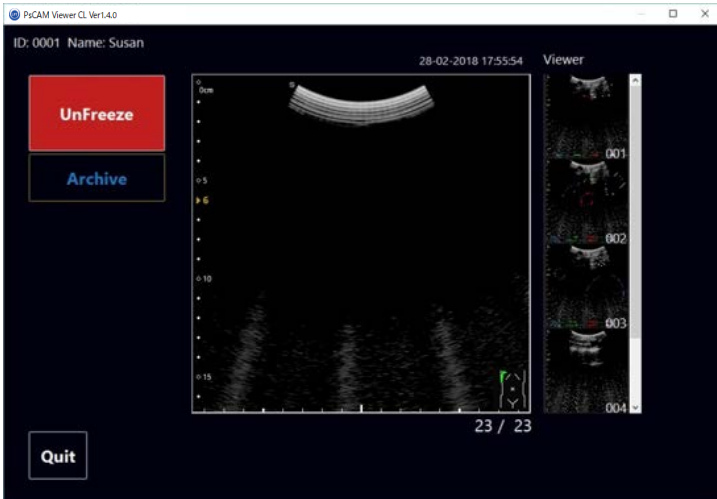 PsCAM Viewer CL Ver1.4.0
ID: 0001 Name: Susan
28-02-2018 17:55:54
Viewer
UnFreeze
Archive
S
0cm
5
6
10
15
001
002
003
004
23 / 23
Quit